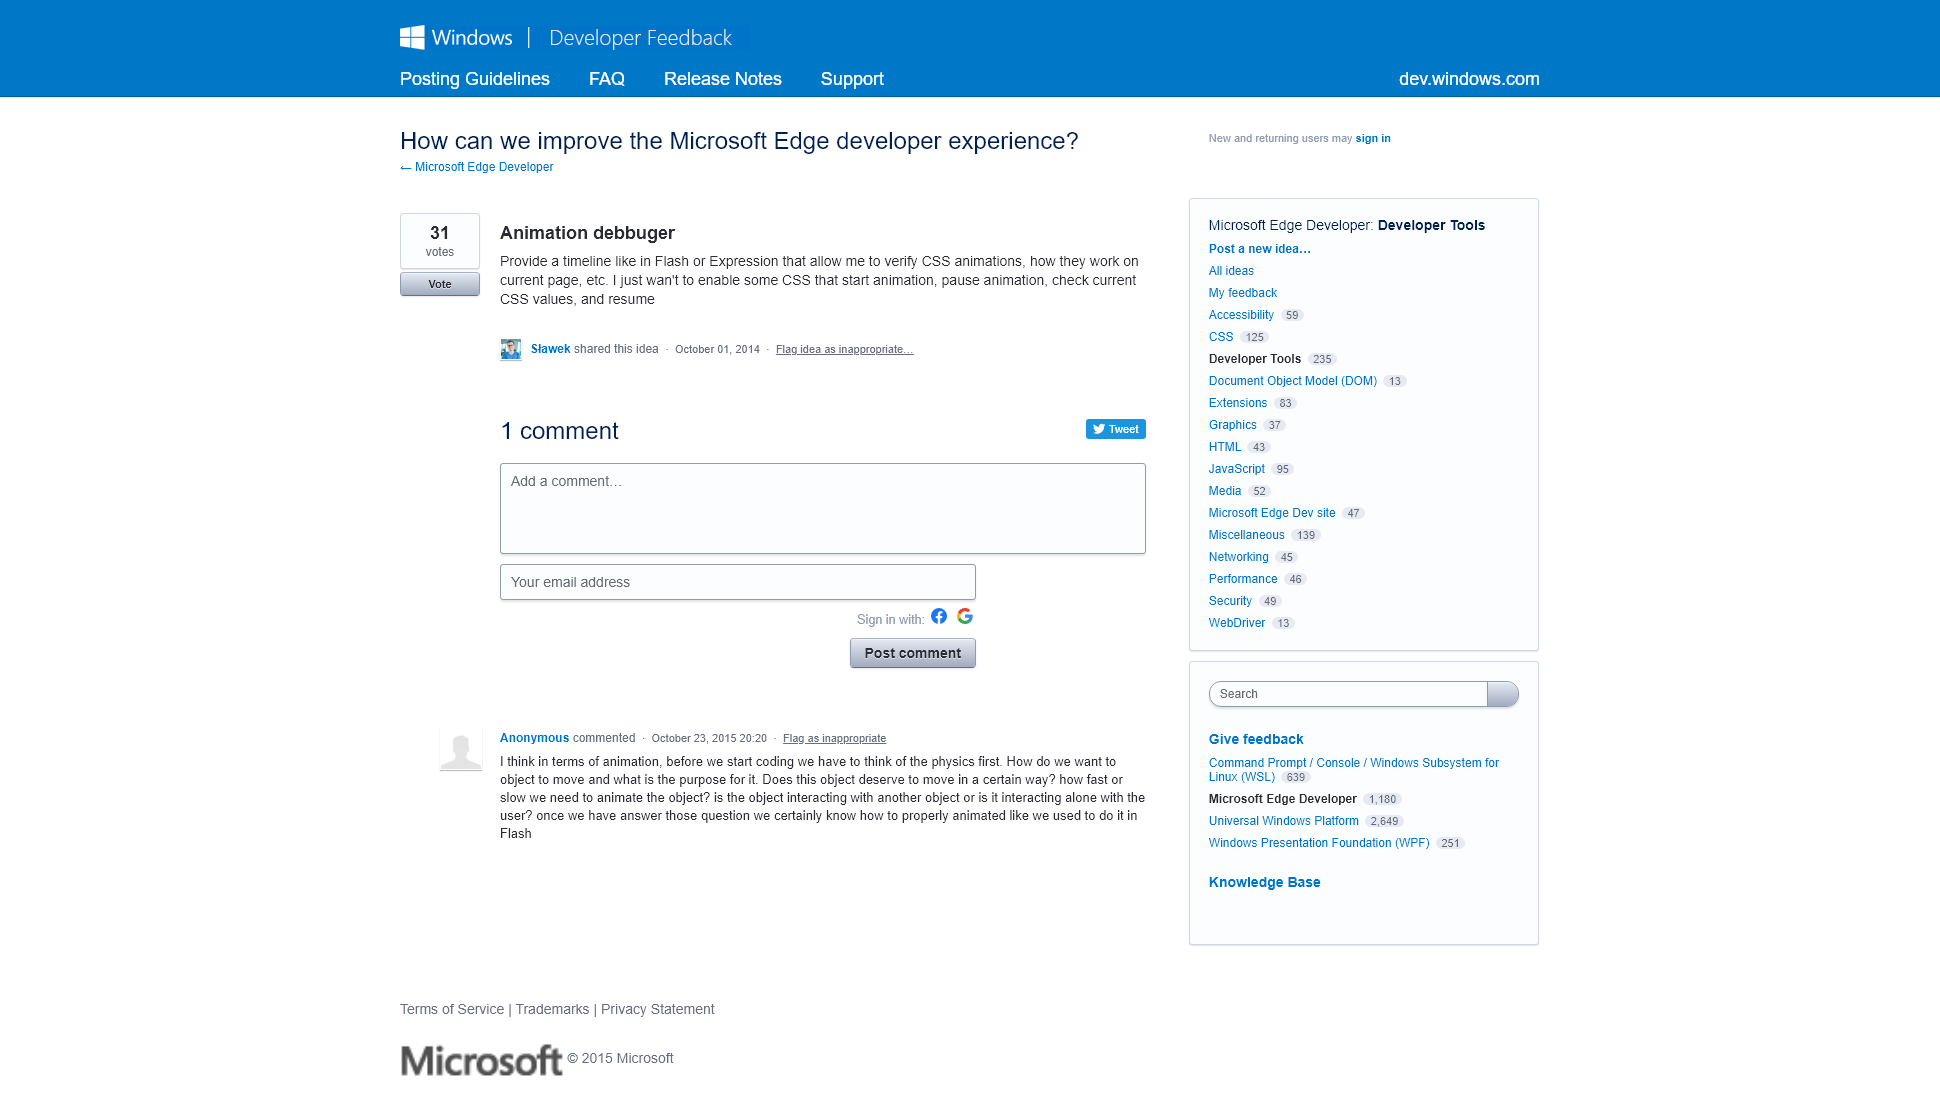 Windows | Developer Feedback
Posting Guidelines FAQ Release Notes Support dev.windows.com
How can we improve the Microsoft Edge developer experience?
← Microsoft Edge Developer
New and returning users may sign in
31
votes
Vote
Animation debbuger
Provide a timeline like in Flash or Expression that allow me to verify CSS animations, how they work on
current page, etc. I just wan't to enable some CSS that start animation, pause animation, check current
CSS values, and resume
Sławek shared this idea · October 01, 2014 · Flag idea as inappropriate…
1 comment
Tweet
Add a comment…
Your email address
Sign in with:
Post comment
Anonymous commented · October 23, 2015 20:20 · Flag as inappropriate
I think in terms of animation, before we start coding we have to think of the physics first. How do we want to
object to move and what is the purpose for it. Does this object deserve to move in a certain way? how fast or
slow we need to animate the object? is the object interacting with another object or is it interacting alone with the
user? once we have answer those question we certainly know how to properly animated like we used to do it in
Flash
Microsoft Edge Developer: Developer Tools
Post a new idea…
All ideas
My feedback
Accessibility 59
CSS 125
Developer Tools 235
Document Object Model (DOM) 13
Extensions 83
Graphics 37
HTML 43
JavaScript 95
Media 52
Microsoft Edge Dev site 47
Miscellaneous 139
Networking 45
Performance 46
Security 49
WebDriver 13
Search
Give feedback
Command Prompt / Console / Windows Subsystem for
Linux (WSL) 639
Microsoft Edge Developer 1,180
Universal Windows Platform 2,649
Windows Presentation Foundation (WPF) 251
Knowledge Base
Terms of Service | Trademarks | Privacy Statement
Microsoft © 2015 Microsoft